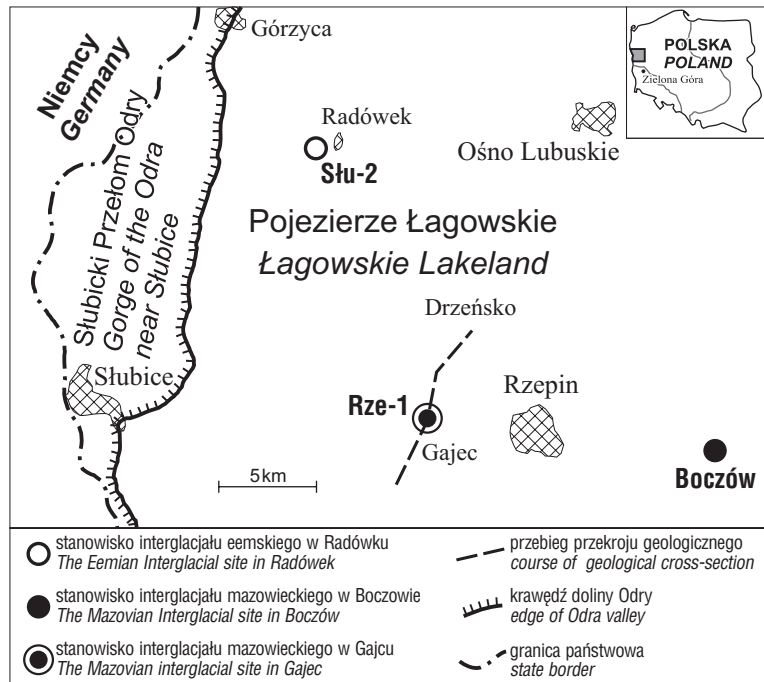 Górzyca
POLSKA
POLAND
Zielona Góra
Niemcy
Germany
Radówek
Słu-2
Ośno Lubuskie
Słubicki Przełom Odry
Gorge of the Odra
near Słubice
Pojezierze Łagowskie
Łagowskie Lakeland
Drzeńsko
Słubice
Rzepin
Rze-1
Gajec
Boczów
5km
stanowisko interglacjału eemskiego w Radówku
The Eemian Interglacial site in Radówek
stanowisko interglacjału mazowieckiego w Boczowie
The Mazovian Interglacial site in Boczów
stanowisko interglacjału mazowieckiego w Gajcu
The Mazovian interglacial site in Gajec
przebieg przekroju geologicznego
course of geological cross-section
krawędź doliny Odry
edge of Odra valley
granica państwowa
state border